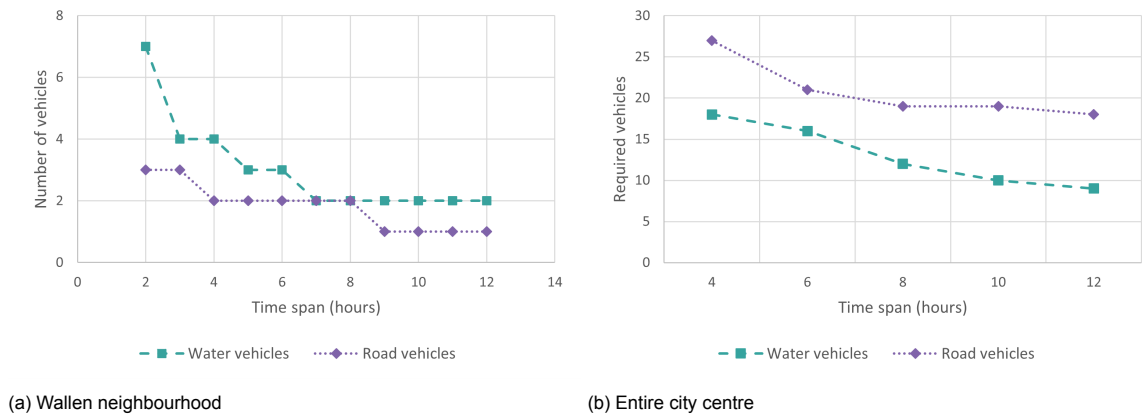 8
6
4
2
0
Number of vehicles
0 2 4 6 8 10 12 14
Time span (hours)
Water vehicles Road vehicles
(a) Wallen neighbourhood
30
25
20
15
10
5
0
Required vehicles
4 6 8 10 12
Time span (hours)
Water vehicles Road vehicles
(b) Entire city centre